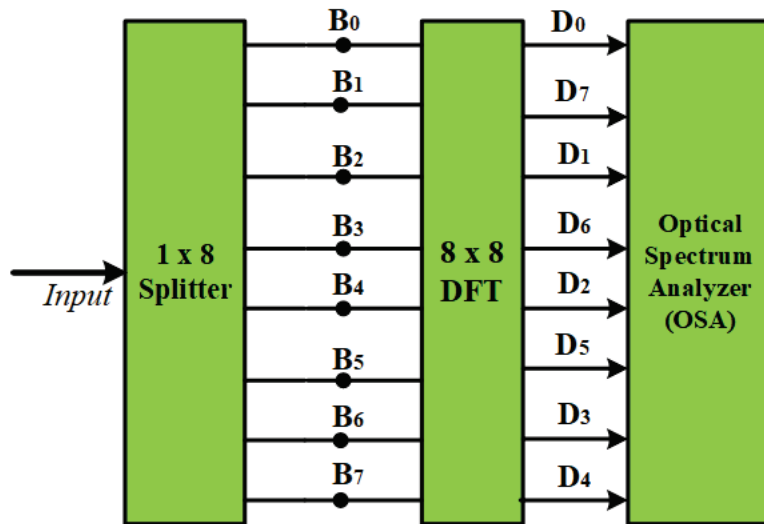 B0
B1
B2
B3
B4
B5
B6
B7
D0
D7
D1
D6
D2
D5
D3
D4
Input
1 x 8
Splitter
8 x 8
DFT
Optical
Spectrum
Analyzer
(OSA)